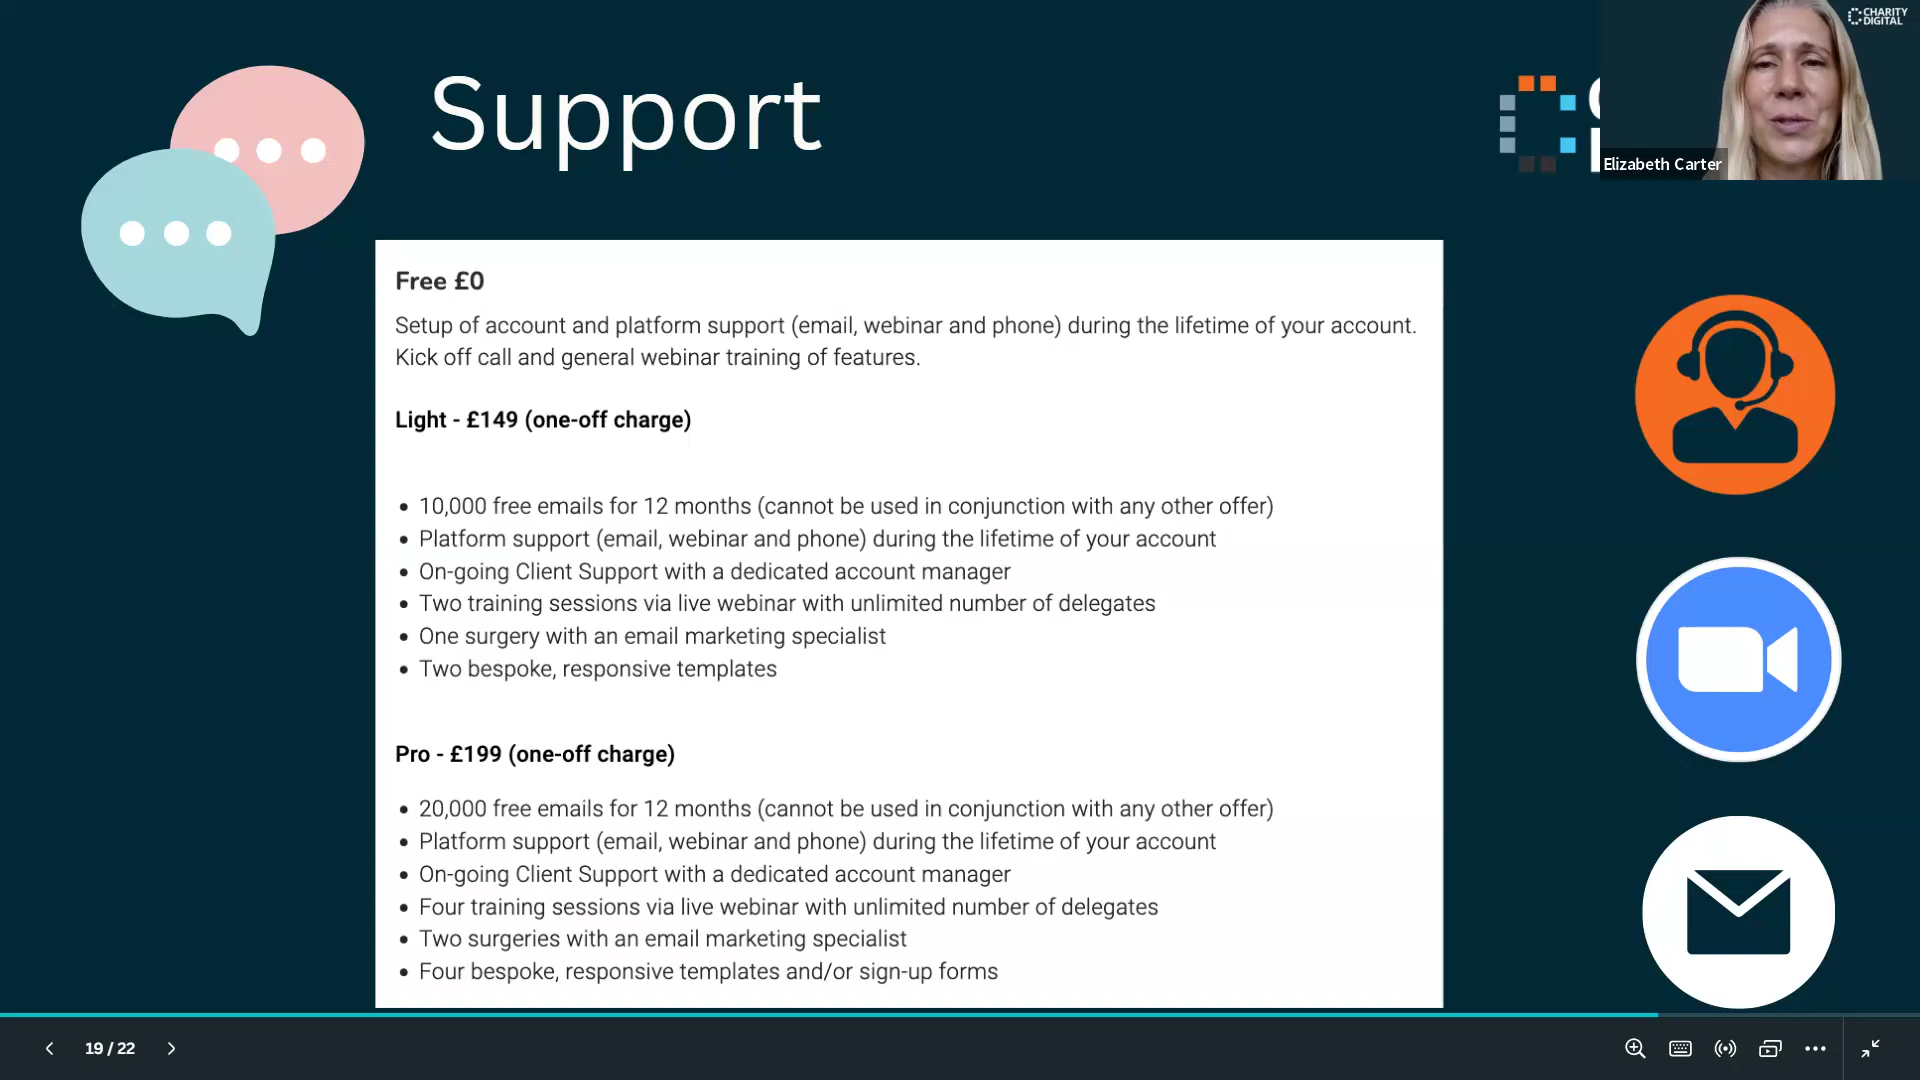 CHARITY
DIGITAL
Support
Elizabeth Carter
Free £0
Setup of account and platform support (email, webinar and phone) during the lifetime of your account.
Kick off call and general webinar training of features.
Light - £149 (one-off charge)
• 10,000 free emails for 12 months (cannot be used in conjunction with any other offer)
• Platform support (email, webinar and phone) during the lifetime of your account
• On-going Client Support with a dedicated account manager
• Two training sessions via live webinar with unlimited number of delegates
• One surgery with an email marketing specialist
• Two bespoke, responsive templates
Pro - £199 (one-off charge)
• 20,000 free emails for 12 months (cannot be used in conjunction with any other offer)
• Platform support (email, webinar and phone) during the lifetime of your account
• On-going Client Support with a dedicated account manager
• Four training sessions via live webinar with unlimited number of delegates
• Two surgeries with an email marketing specialist
• Four bespoke, responsive templates and/or sign-up forms
19 / 22